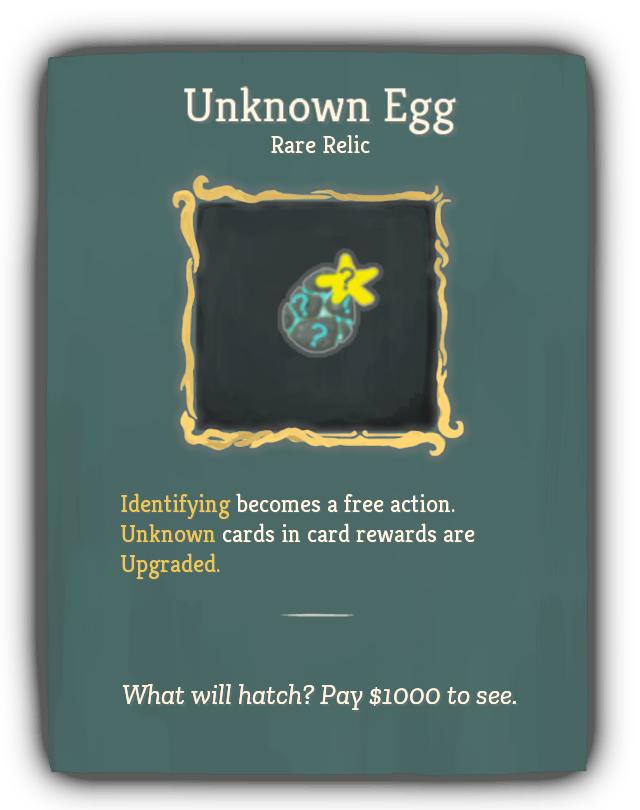 Unknown Egg
Rare Relic
?
? ?
?
Identifying becomes a free action.
Unknown cards in card rewards are
Upgraded.
What will hatch? Pay $1000 to see.